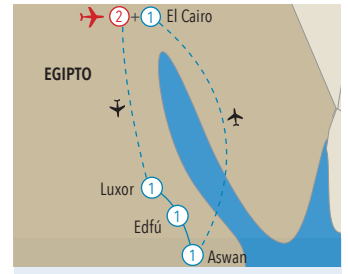 2+1 El Cairo
EGIPTO
Luxor 1
Edfú 1
1 Aswan